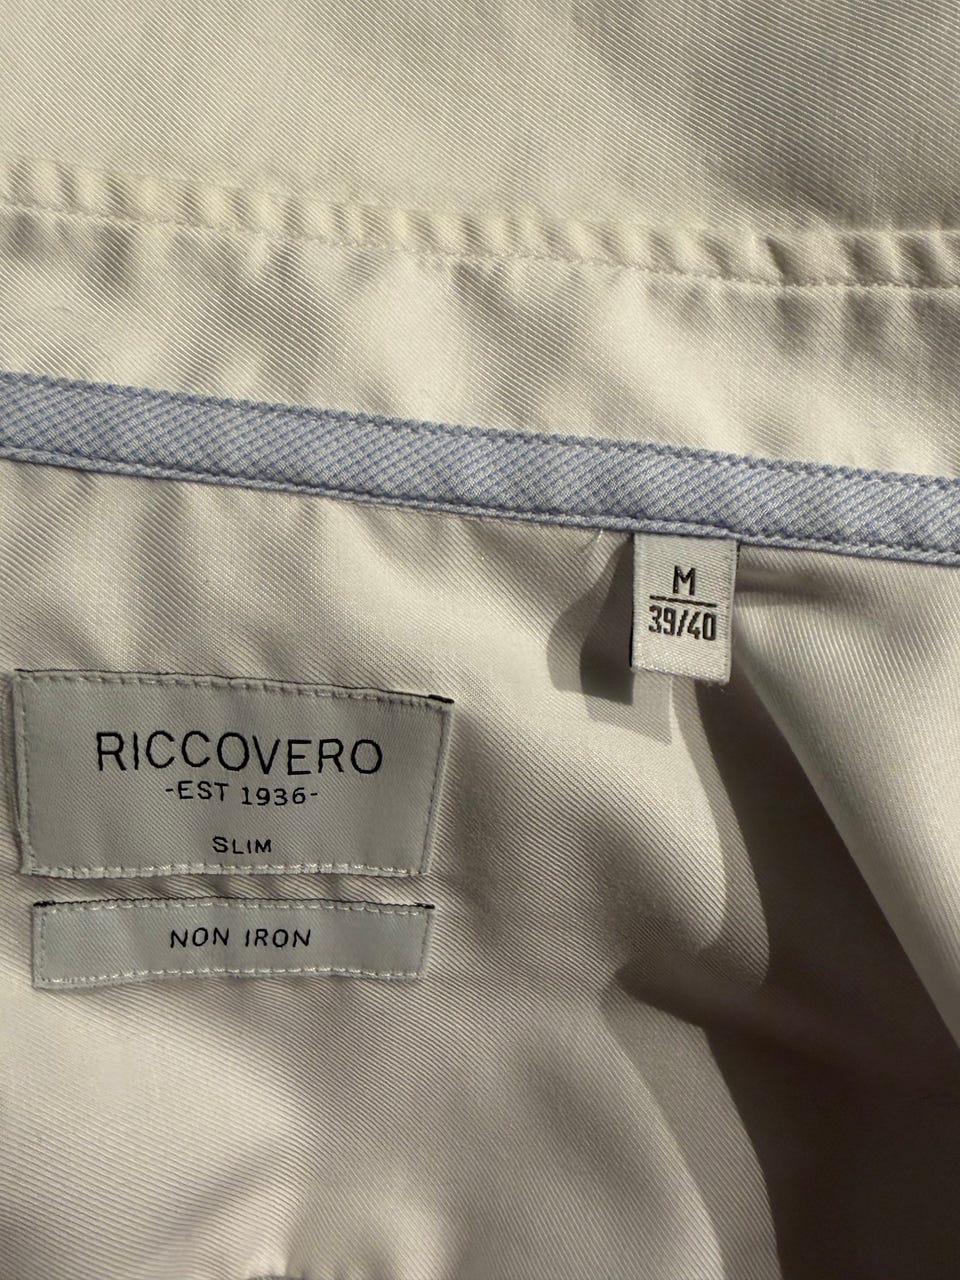 M
39/40
RICCOVERO
-EST 1936-
SLIM
NON IRON